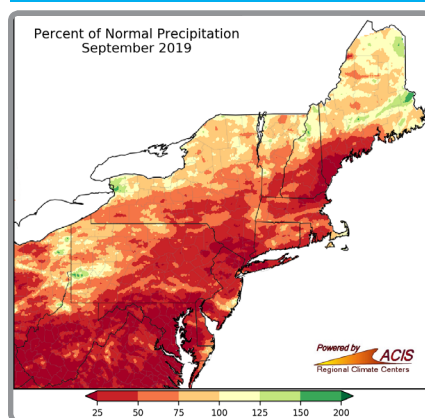 Percent of Normal Precipitation
September 2019
Powered by
ACIS
Regional Climate Centers
25 50 75 100 125 150 200